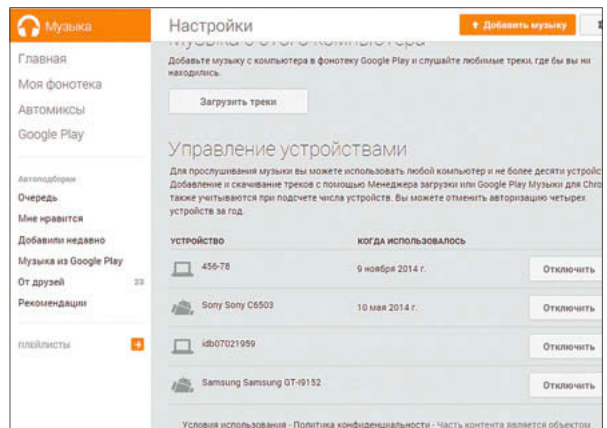 Музыка
Настройки
Добавить музыку
Музыка с этого компьютера
Главная
Моя фонотека
Автомиксы
Google Play
Автоподборки
Очередь
Мне нравится
Добавили недавно
Музыка из Google Play
От друзей 23
Рекомендации
плейлисты
Добавьте музыку с компьютера в фонотеку Google Play и слушайте любимые треки, где бы вы ни
находились.
Загрузить треки
Управление устройствами
Для прослушивания музыки вы можете использовать любой компьютер и не более десяти устройс
Добавление и скачивание треков с помощью Менеджера загрузки или Google Play Музыки для Chro
также учитываются при подсчете числа устройств. Вы можете отменить авторизацию четырех
устройств за год.
УСТРОЙСТВО КОГДА ИСПОЛЬЗОВАЛОСЬ
456-78 9 ноября 2014 г. Отключить
Sony Sony C6503 10 мая 2014 г. Отключить
idb07021959 Отключить
Samsung Samsung GT-I9152 Отключить
Условия использования - Политика конфиденциальности - Часть контента является объектом